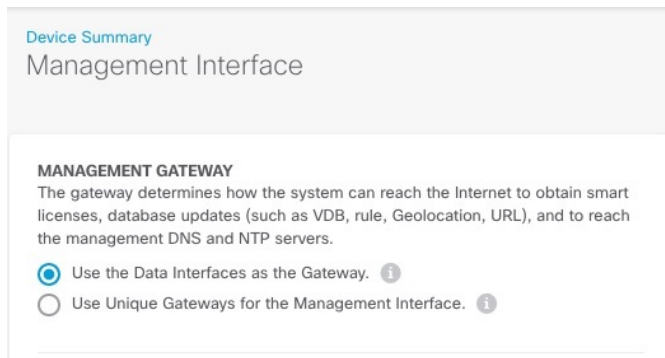 Device Summary
Management Interface
MANAGEMENT GATEWAY
The gateway determines how the system can reach the Internet to obtain smart
licenses, database updates (such as VDB, rule, Geolocation, URL), and to reach
the management DNS and NTP servers.
Use the Data Interfaces as the Gateway.
Use Unique Gateways for the Management Interface.